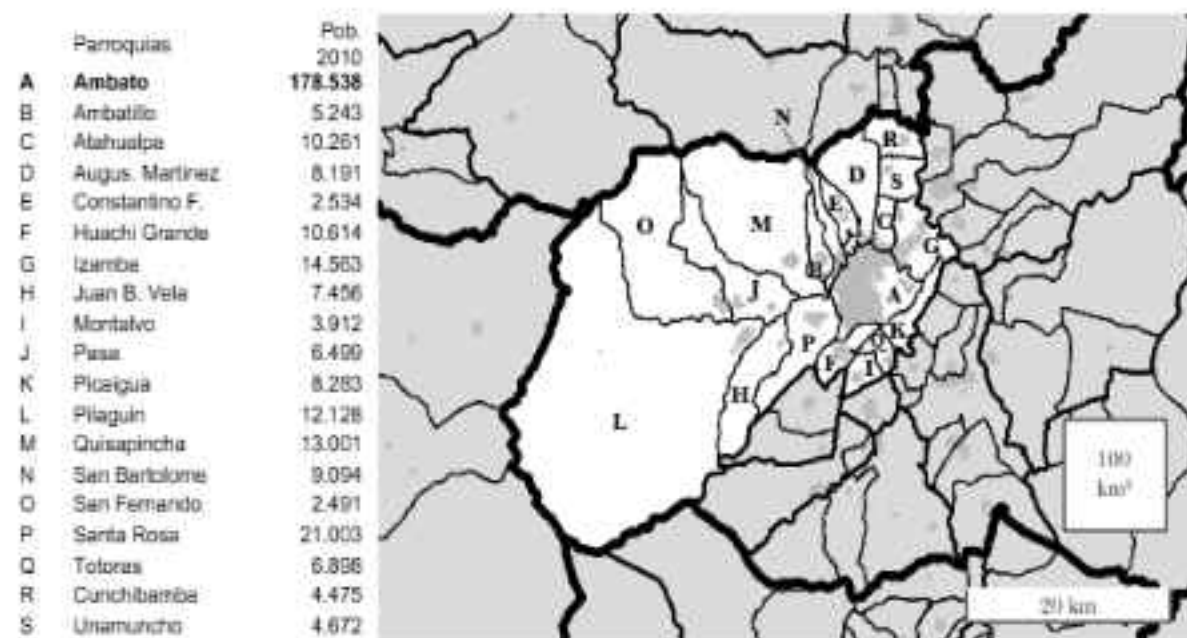 Parroquias Pob. 2010
A Ambato 178.538
B Ambatillo 5.243
C Atahualpa 10.261
D Augus. Martinez 8.191
E Constantino F. 2.534
F Huachi Grande 10.614
G Izamba 14.563
H Juan B. Vela 7.456
I Montalvo 3.912
J Pasa 6.499
K Picaigua 8.283
L Pilaguin 12.128
M Quisapincha 13.001
N San Bartolome 9.094
O San Fernando 2.491
P Santa Rosa 21.003
Q Totoras 6.898
R Cunchibamba 4.475
S Unamuncho 4.672
N
R
D
S
E
C
O
M
G
B
J
A
K
P
Q
F
I
H
L
100
km²
20 km